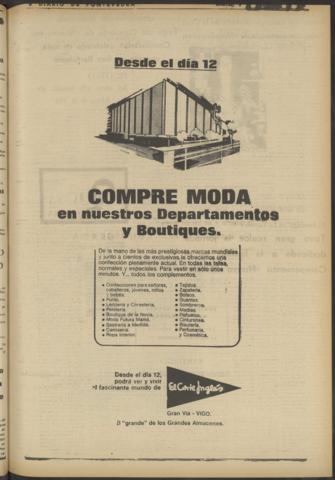 DIARIO DE PONTEVEDRA
Desde el día 12
COMPRE MODA
en nuestros Departamentos
y Boutiques.
De la mano de las más prestigiosas marcas mundiales
y junto a cientos de exclusivas, le ofrecemos una
confección plenamente actual. En todas las tallas,
normales y especiales. Para vestir en sólo unos
minutos. Y... todos los complementos.
• Confecciones para señores,
caballeros, jóvenes, niños
y bebés.
• Punto.
• Lencería y Corsetería.
• Peletería.
• Boutique de la Novia.
• Moda Futura Mamá.
• Sastrería a Medida.
• Camisería.
• Ropa Interior.
• Tejidos.
• Zapatería.
• Bolsos.
• Guantes.
• Sombreros.
• Medias.
• Pañuelos.
• Cinturones.
• Bisutería.
• Perfumería
y Cosmética.
Desde el día 12,
podrá ver y vivir
el fascinante mundo de
El Corte Inglés
Gran Vía - VIGO.
El "grande" de los Grandes Almacenes.